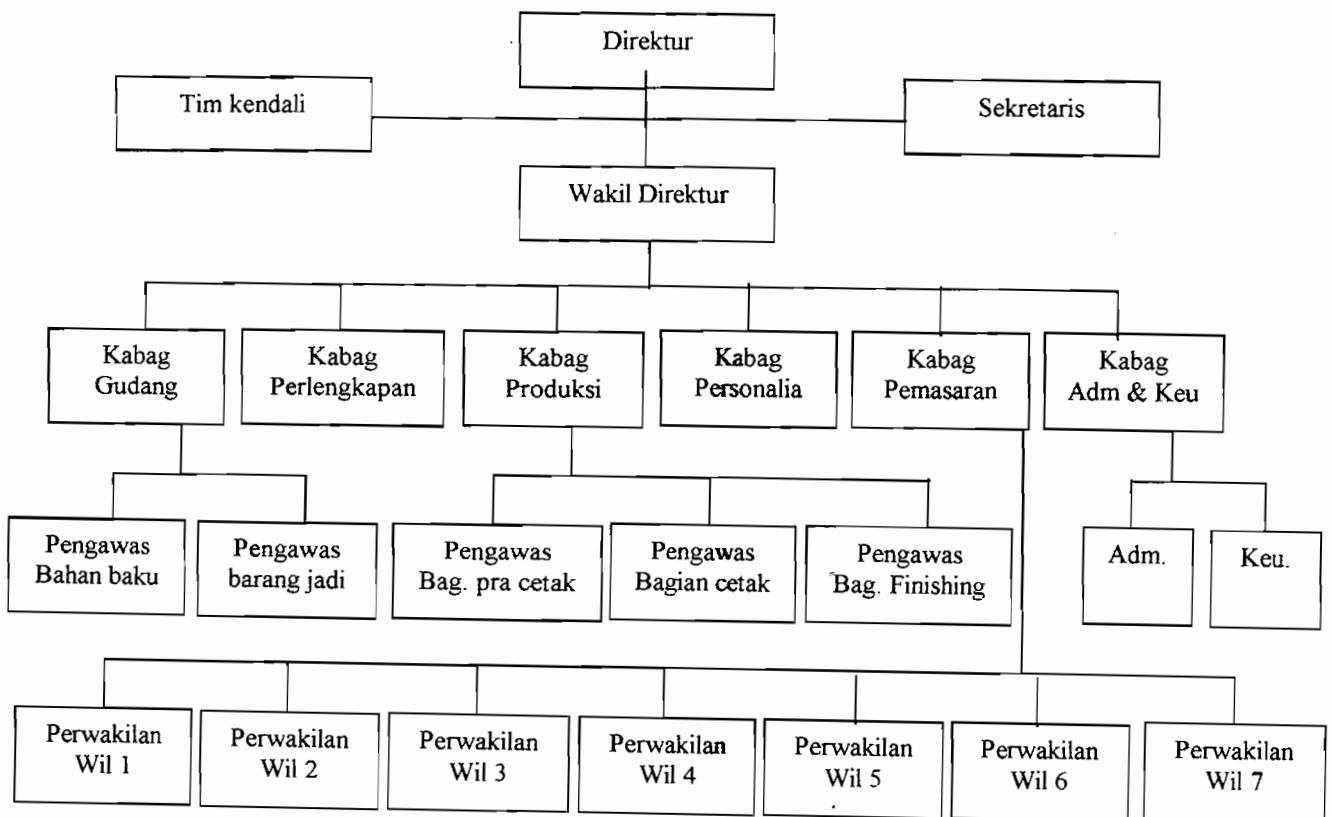 Direktur
Tim kendali
Sekretaris
Wakil Direktur
Kabag
Gudang
Kabag
Perlengkapan
Kabag
Produksi
Kabag
Personalia
Kabag
Pemasaran
Kabag
Adm & Keu
Pengawas
Bahan baku
Pengawas
barang jadi
Pengawas
Bag. pra cetak
Pengawas
Bagian cetak
Pengawas
Bag. Finishing
Adm.
Keu.
Perwakilan
Wil 1
Perwakilan
Wil 2
Perwakilan
Wil 3
Perwakilan
Wil 4
Perwakilan
Wil 5
Perwakilan
Wil 6
Perwakilan
Wil 7